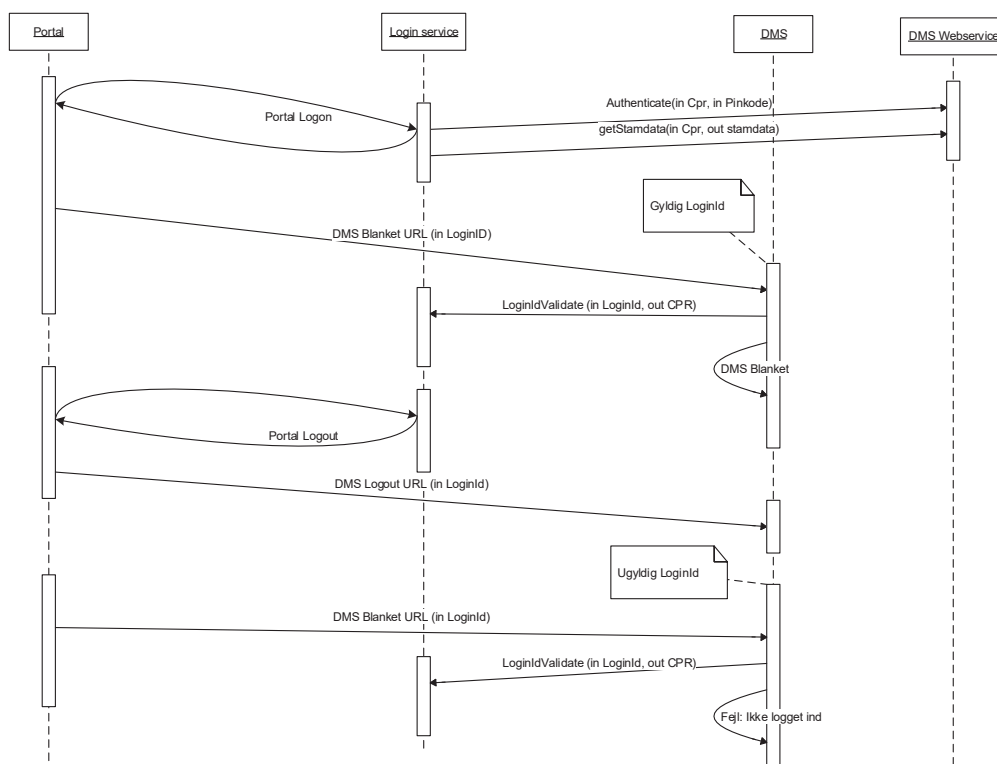 Portal
Login service
DMS
DMS Webservice
Authenticate(in Cpr, in Pinkode)
Portal Logon
getStamdata(in Cpr, out stamdata)
Gyldig LoginId
DMS Blanket URL (in LoginID)
LoginIdValidate (in LoginId, out CPR)
DMS Blanket
Portal Logout
DMS Logout URL (in LoginId)
Ugyldig LoginId
DMS Blanket URL (in LoginId)
LoginIdValidate (in LoginId, out CPR)
Fejl: Ikke logget ind